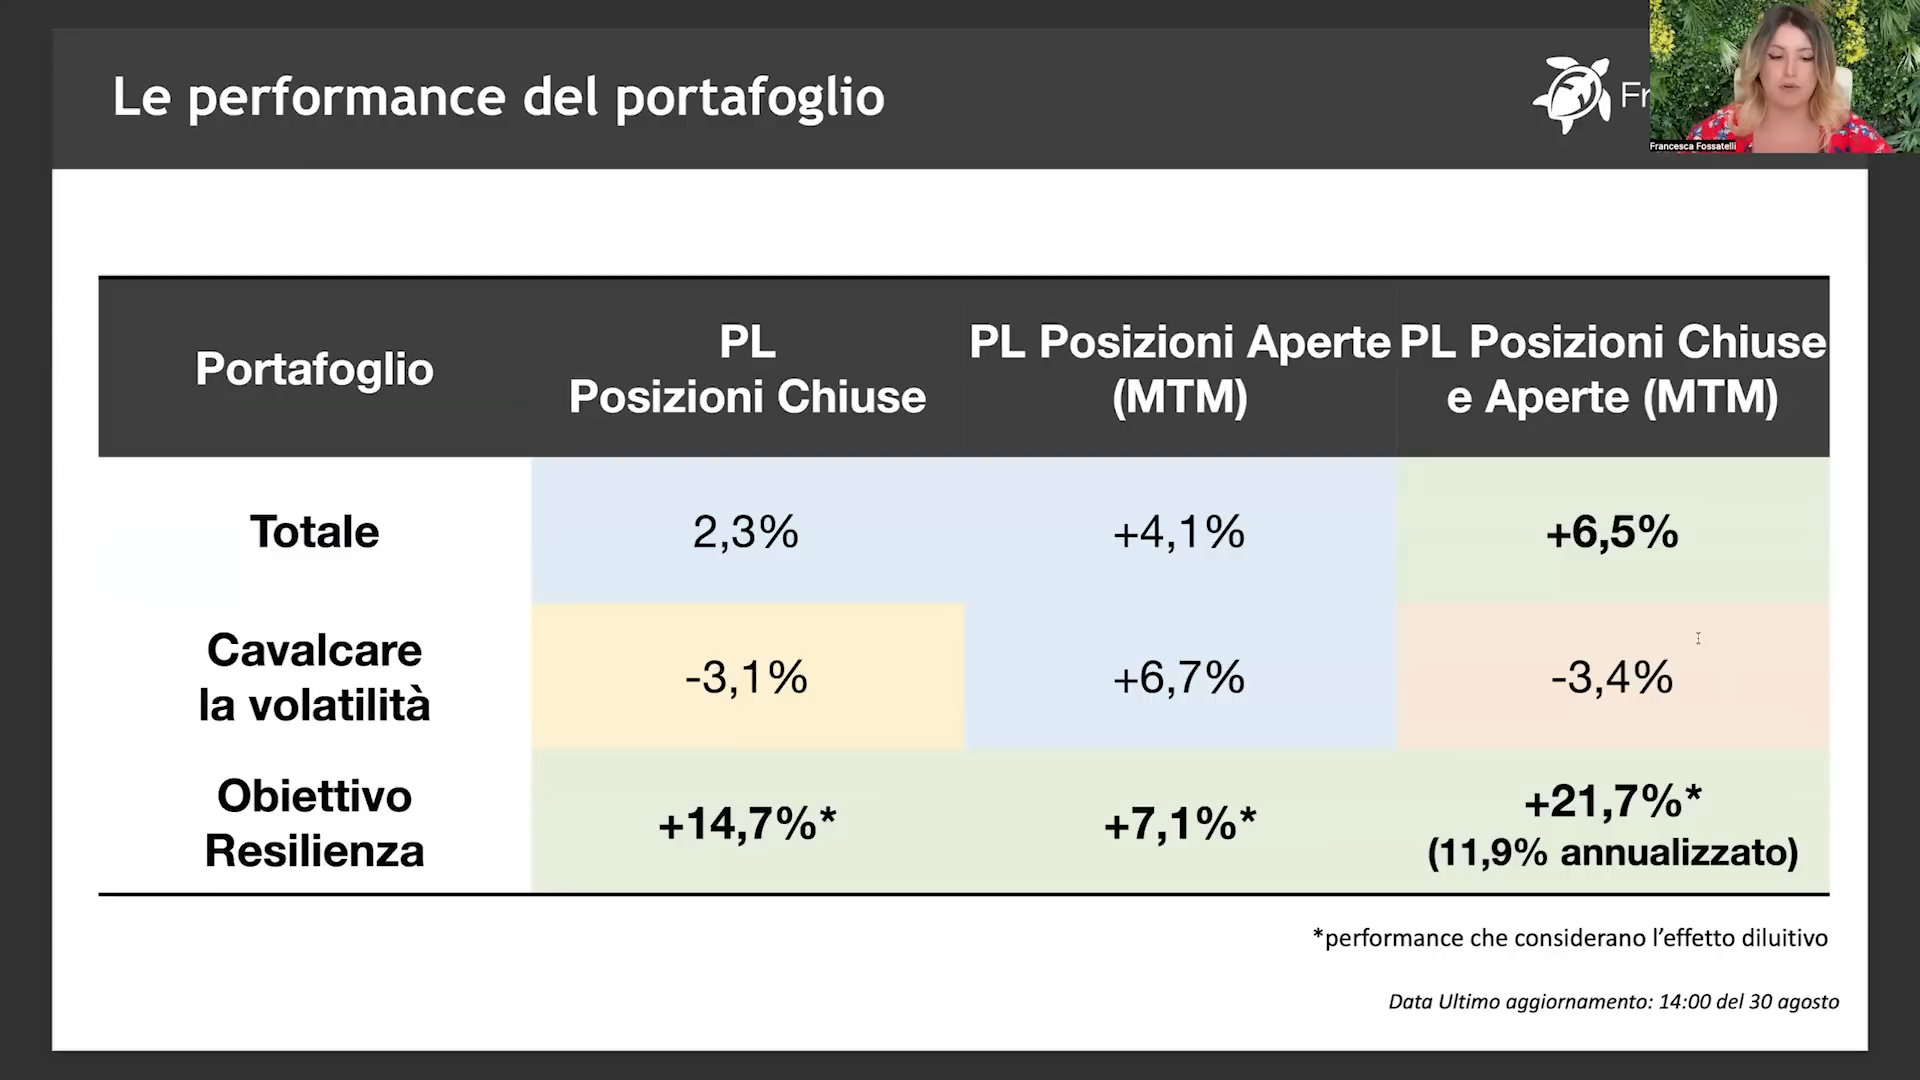 Le performance del portafoglio
Fr
Francesca Fossatelli
Portafoglio
PL
Posizioni Chiuse
PL Posizioni Aperte
(MTM)
PL Posizioni Chiuse
e Aperte (MTM)
Totale
2,3%
+4,1%
+6,5%
Cavalcare
la volatilità
-3,1%
+6,7%
-3,4%
Obiettivo
Resilienza
+14,7%*
+7,1%*
+21,7%*
(11,9% annualizzato)
*performance che considerano l’effetto diluitivo
Data Ultimo aggiornamento: 14:00 del 30 agosto